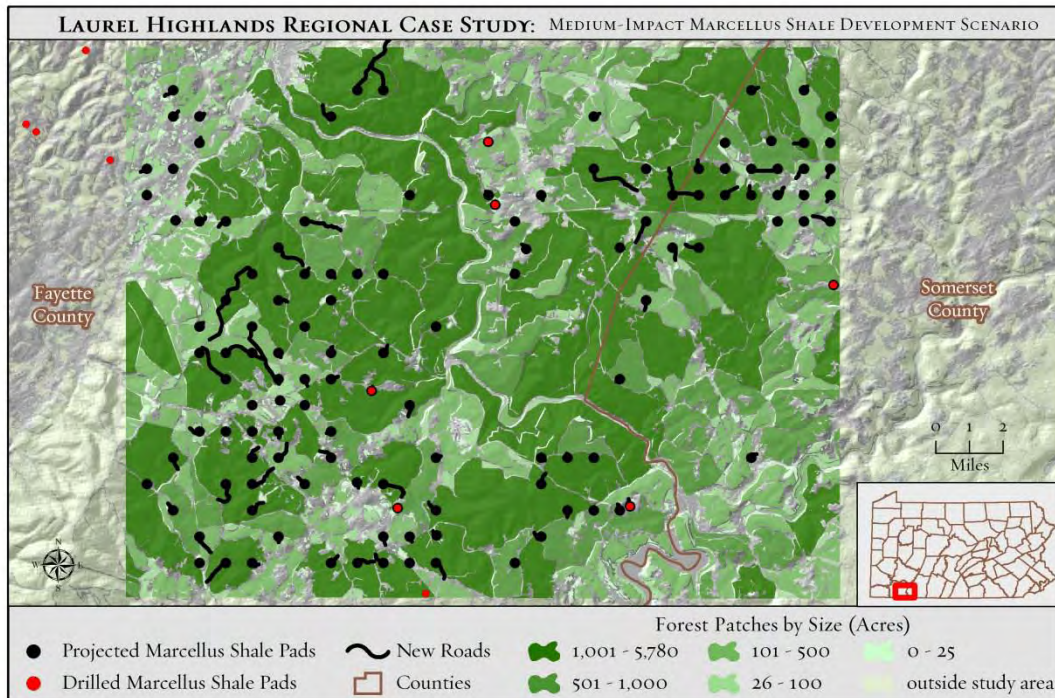 LAUREL HIGHLANDS REGIONAL CASE STUDY: MEDIUM-IMPACT MARCELLUS SHALE DEVELOPMENT SCENARIO
Fayette
County
Somerset
County
0 1 2
Miles
N
W E
S
Forest Patches by Size (Acres)
Projected Marcellus Shale Pads New Roads 1,001 - 5,780 101 - 500 0 - 25
Drilled Marcellus Shale Pads Counties 501 - 1,000 26 - 100 outside study area